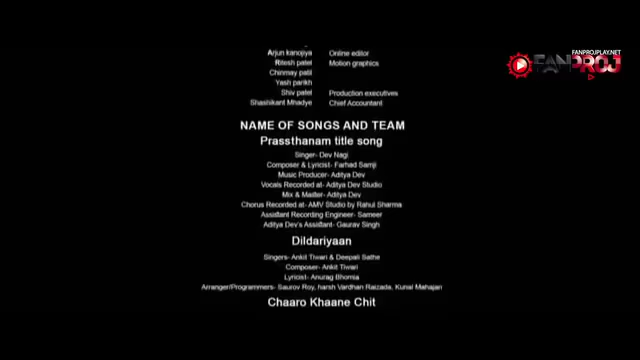 FANPROJPLAY.NET
FANPROJ
Arjun kanojiya Online editor
Ritesh patel Motion graphics
Chinmay patil
Yash parikh
Shiv patel Production executives
Shashikant Mhadye Chief Accountant
NAME OF SONGS AND TEAM
Prassthanam title song
Singer- Dev Nagi
Composer & Lyricist- Farhad Samji
Music Producer- Aditya Dev
Vocals Recorded at- Aditya Dev Studio
Mix & Master- Aditya Dev
Chorus Recorded at- AMV Studio by Rahul Sharma
Assistant Recording Engineer- Sameer
Aditya Dev's Assistant- Gaurav Singh
Dildariyaan
Singers- Ankit Tiwari & Deepali Sathe
Composer- Ankit Tiwari
Lyricist- Anurag Bhomia
Arranger/Programmers- Saurov Roy, harsh Vardhan Raizada, Kunal Mahajan
Chaaro Khaane Chit